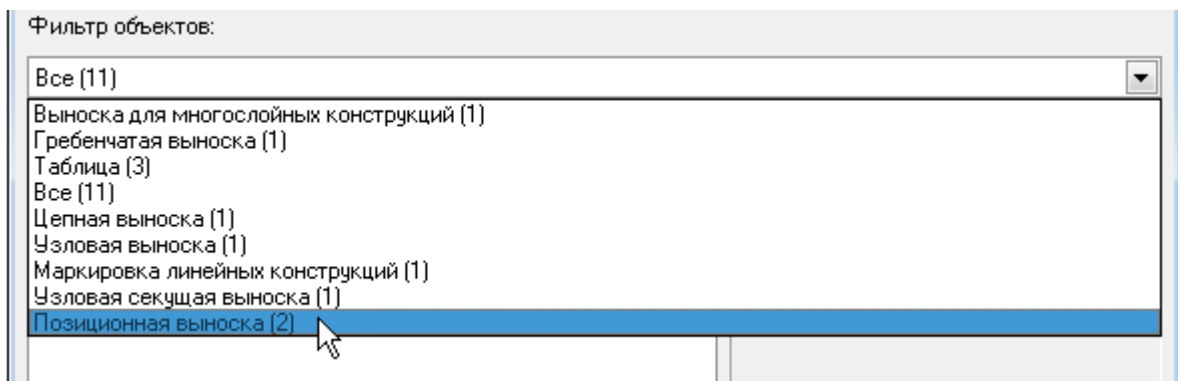 Фильтр объектов:
Все (11)
Выноска для многослойных конструкций (1)
Гребенчатая выноска (1)
Таблица (3)
Все (11)
Цепная выноска (1)
Узловая выноска (1)
Маркировка линейных конструкций (1)
Узловая секущая выноска (1)
Позиционная выноска (2)